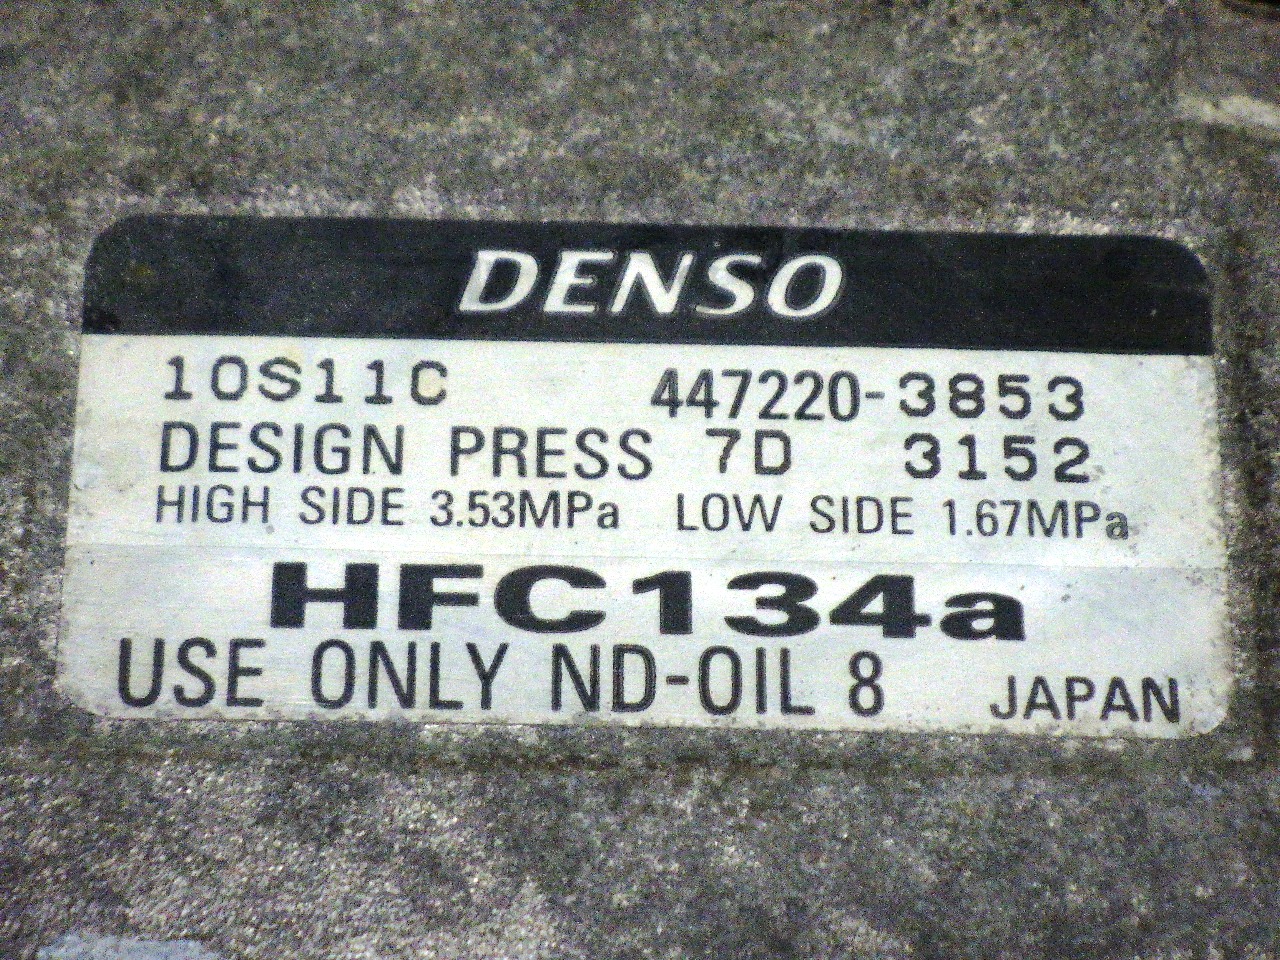 DENSO
10S11C 447220-3853
DESIGN PRESS 7D 3152
HIGH SIDE 3.53MPa LOW SIDE 1.67MPa
HFC134a
USE ONLY ND-OIL 8 JAPAN